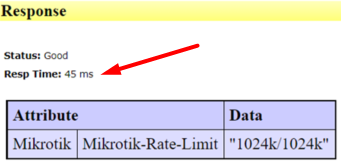 Response
Status: Good
Resp Time: 45 ms
Attribute Data
Mikrotik Mikrotik-Rate-Limit "1024k/1024k"